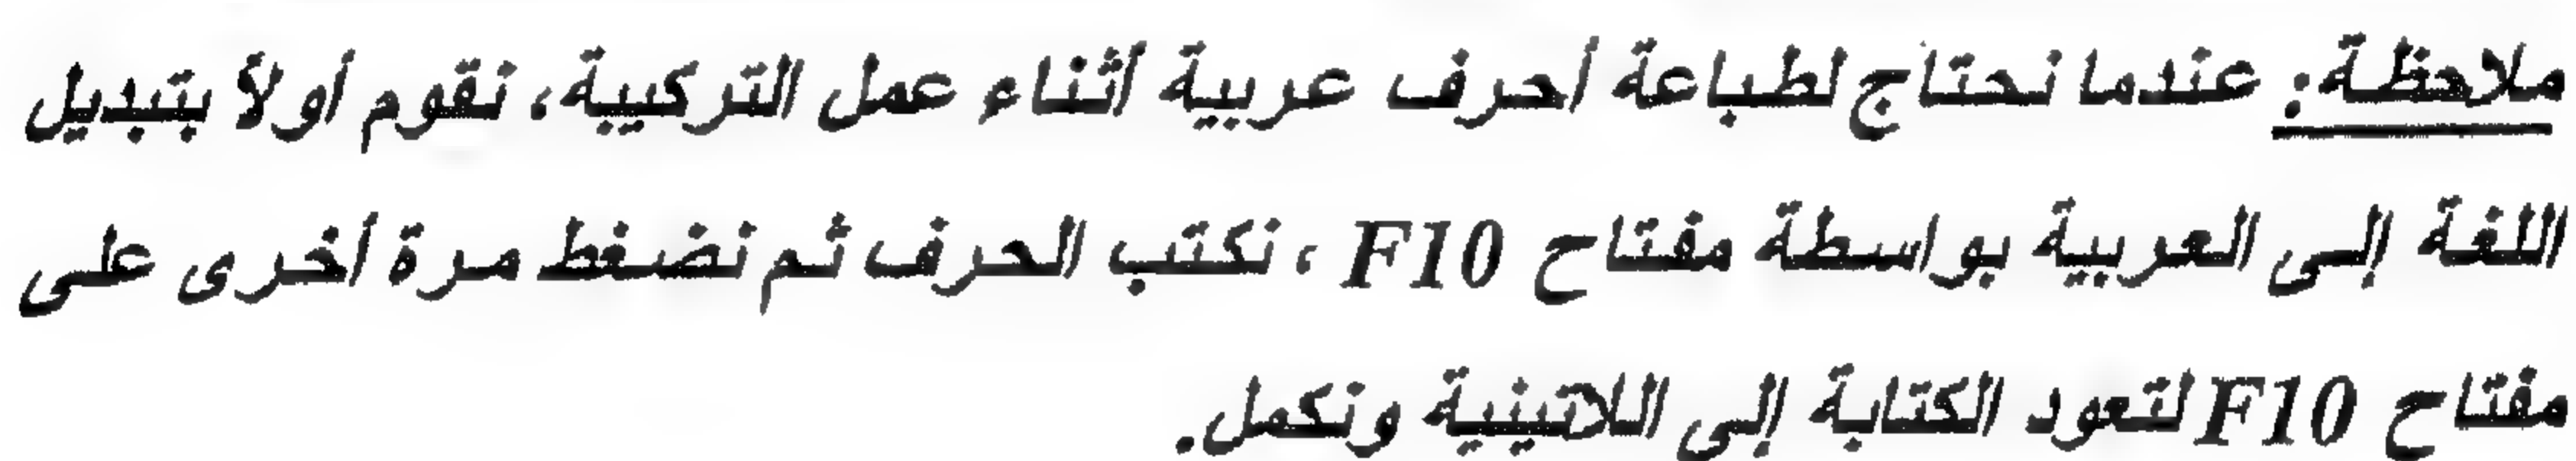 ملاحظة: عندما نحتاج لطباعة أحرف عربية أثناء عمل التركيبة، نقوم أولاً بتبديل
اللغة إلى العربية بواسطة مفتاح F10 ، نكتب الحرف ثم نضغط مرة أخرى على
مفتاح F10 لتعود الكتابة إلى اللاتينية ونكمل.